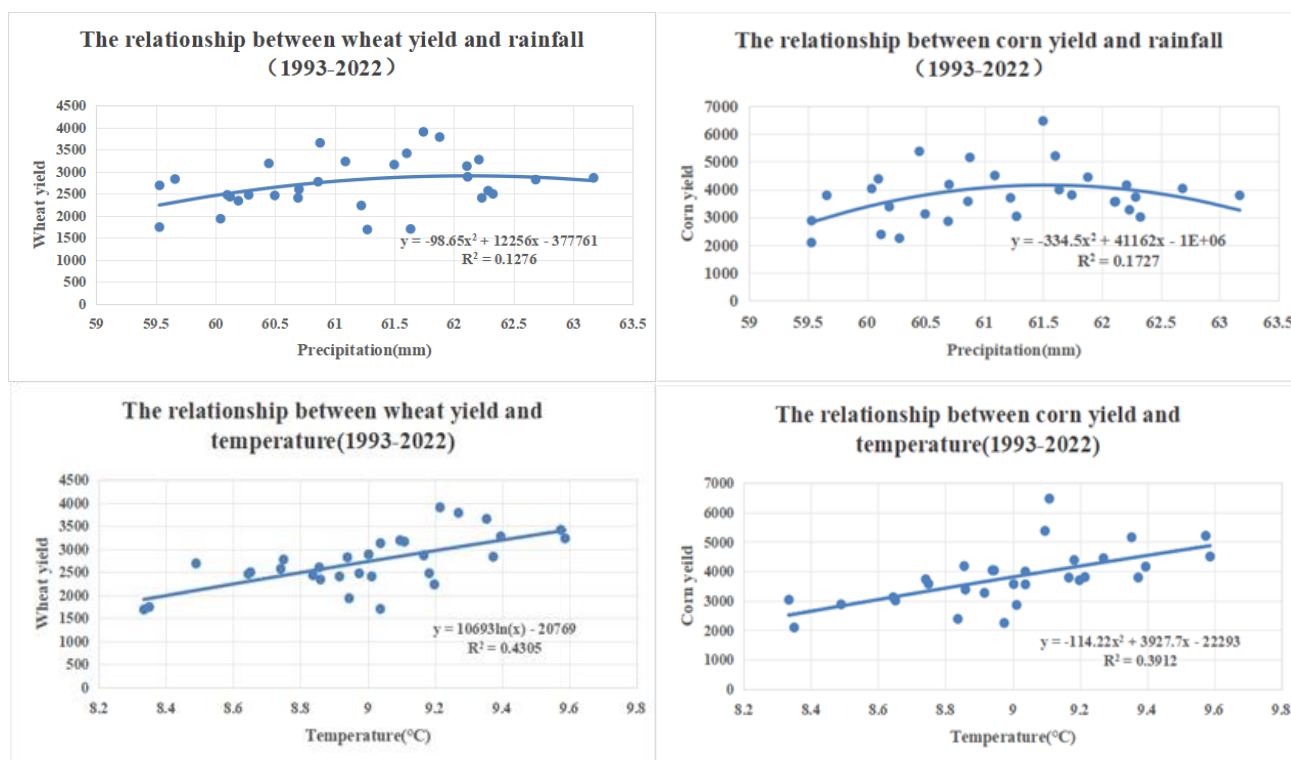 The relationship between wheat yield and rainfall
（1993-2022）
4500
4000
3500
3000
2500
2000
1500
1000
500
0
Wheat yield
y = -98.65x² + 12256x - 377761
R² = 0.1276
59 59.5 60 60.5 61 61.5 62 62.5 63 63.5
Precipitation(mm)
The relationship between corn yield and rainfall
（1993-2022）
7000
6000
5000
4000
3000
2000
1000
0
Corn yield
y = -334.5x² + 41162x - 1E+06
R² = 0.1727
59 59.5 60 60.5 61 61.5 62 62.5 63 63.5
Precipitation(mm)
The relationship between wheat yield and
temperature(1993-2022)
4500
4000
3500
3000
2500
2000
1500
1000
500
0
Wheat yield
y = 10693ln(x) - 20769
R² = 0.4305
8.2 8.4 8.6 8.8 9 9.2 9.4 9.6 9.8
Temperature(°C)
The relationship between corn yield and
temperature(1993-2022)
7000
6000
5000
4000
3000
2000
1000
0
Corn yeild
y = -114.22x² + 3927.7x - 22293
R² = 0.3912
8.2 8.4 8.6 8.8 9 9.2 9.4 9.6 9.8
Temperature(°C)